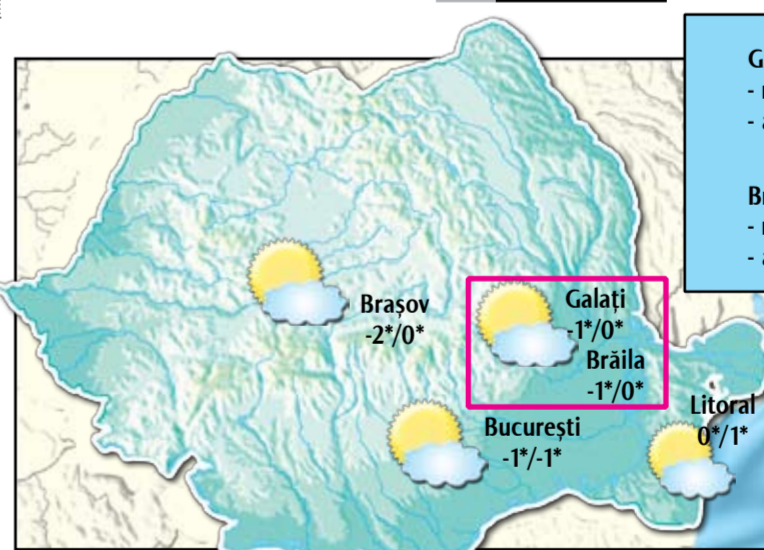 Brașov
-2*/0*
Galați
-1*/0*
Brăila
-1*/0*
București
-1*/-1*
Litoral
0*/1*